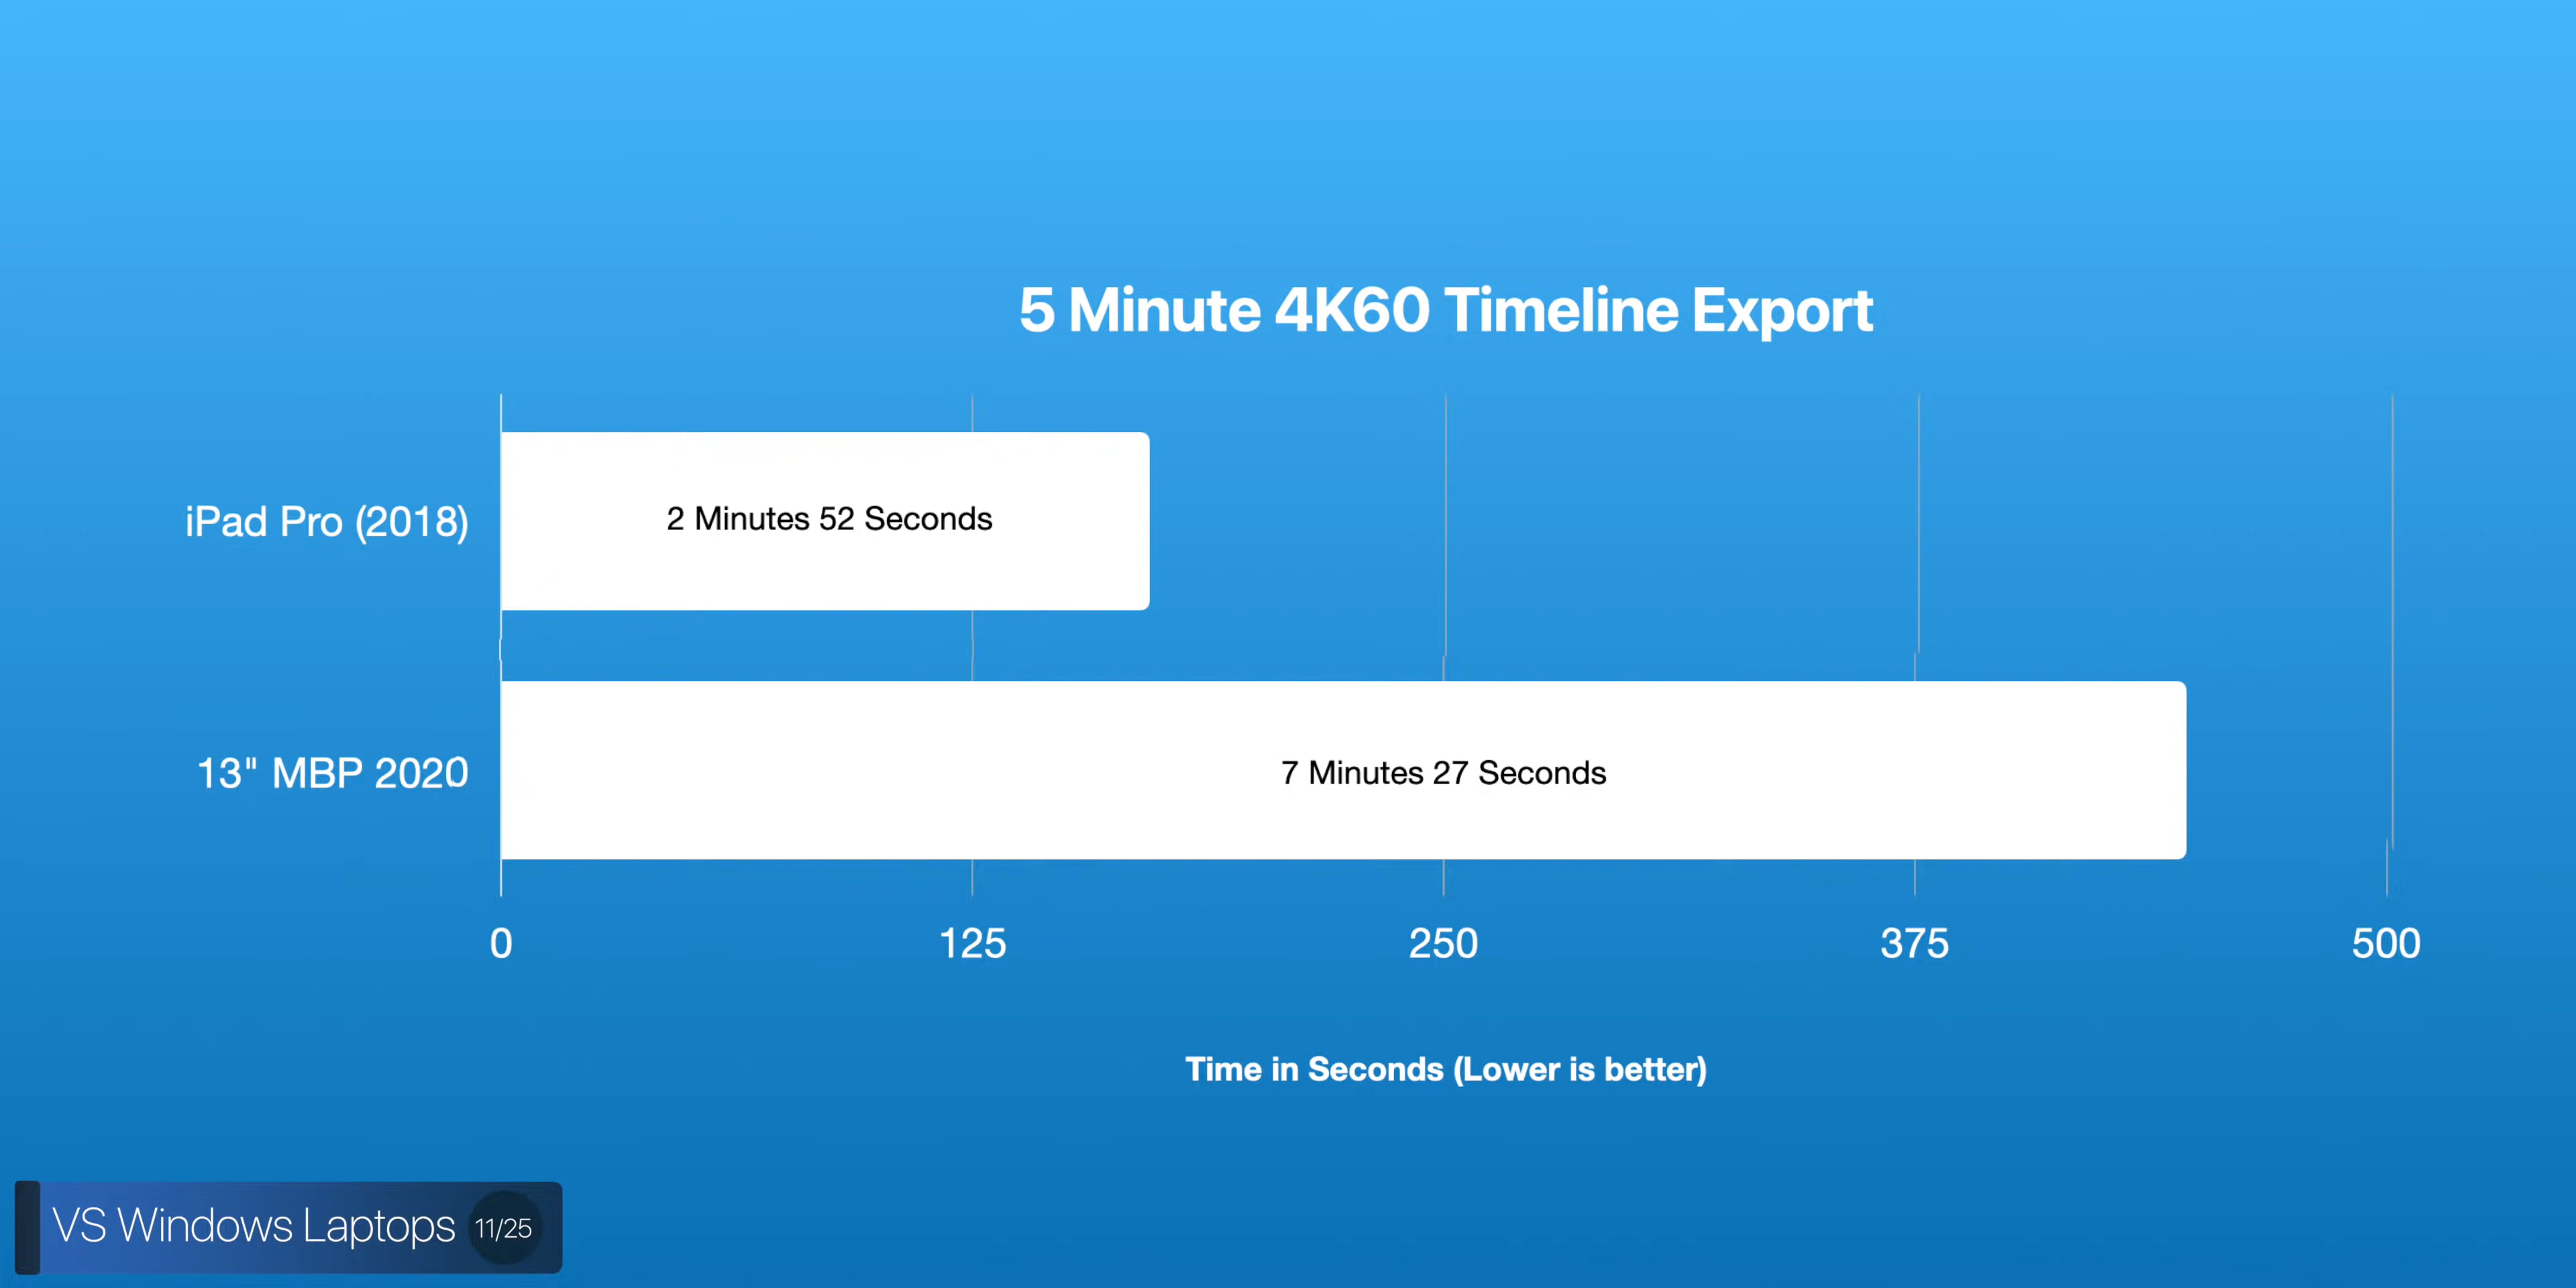 5 Minute 4K60 Timeline Export
iPad Pro (2018)
2 Minutes 52 Seconds
13" MBP 2020
7 Minutes 27 Seconds
0
125
250
375
500
Time in Seconds (Lower is better)
VS Windows Laptops 11/25